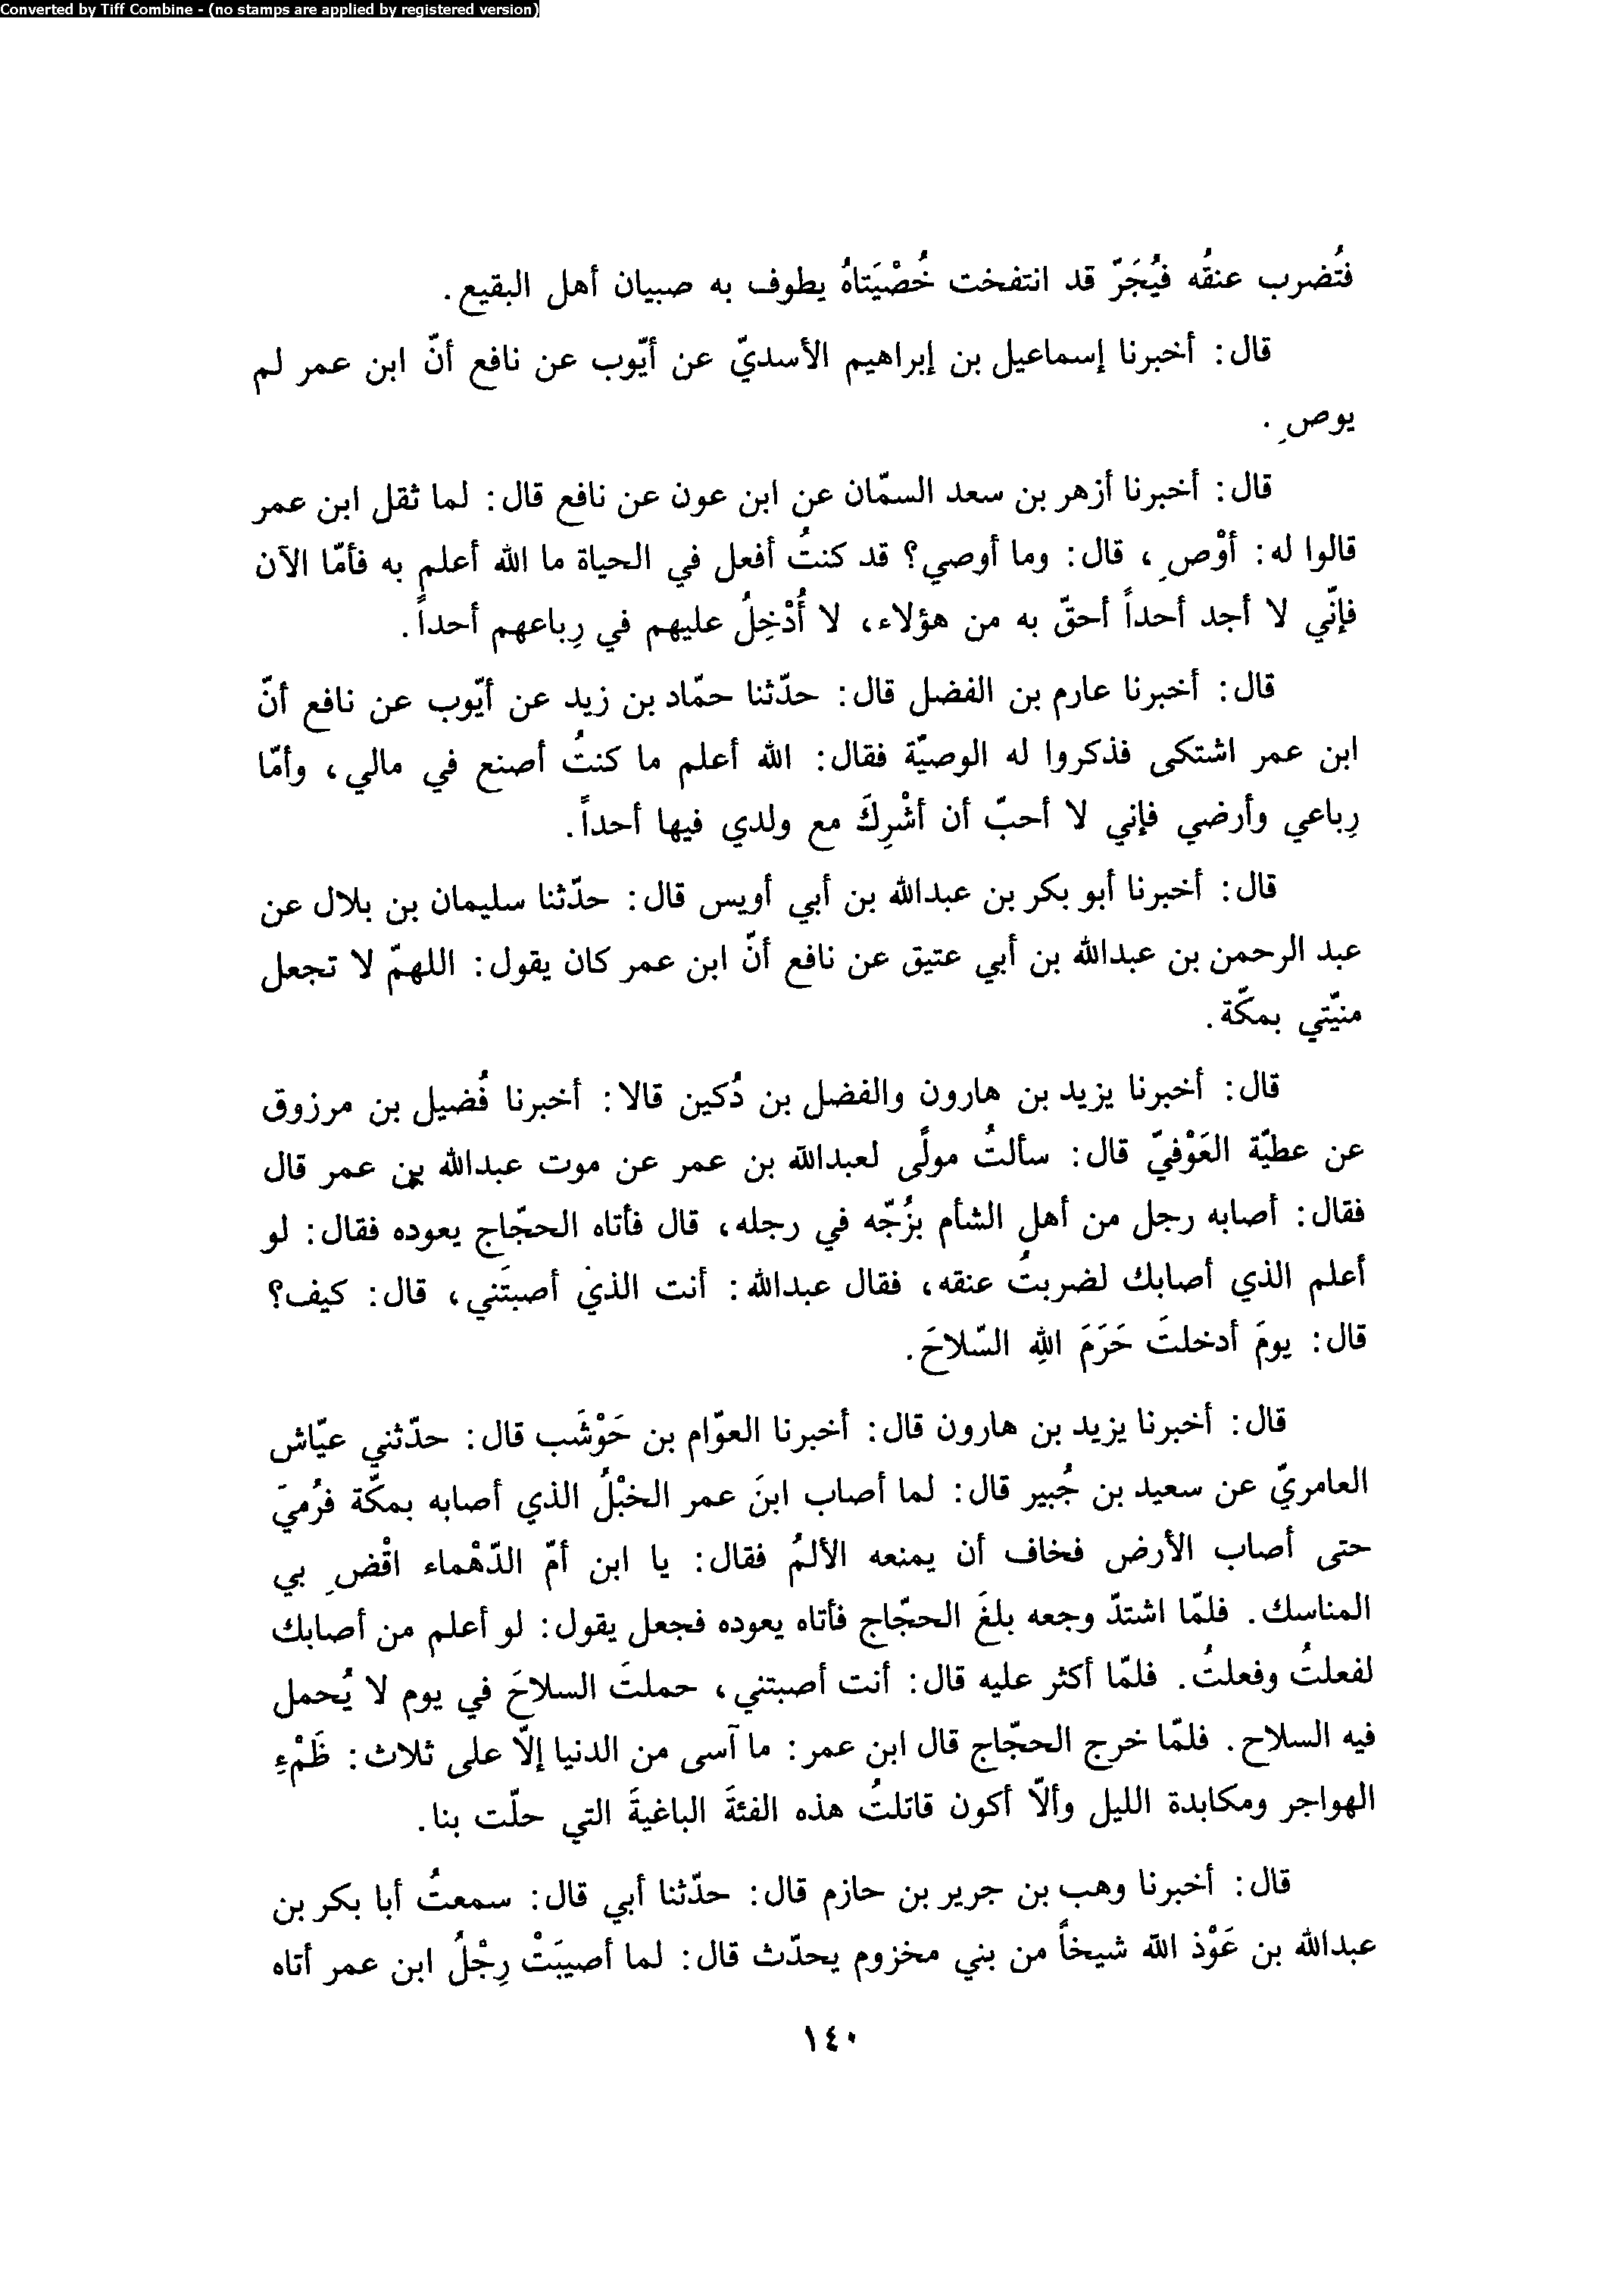 Converted by Tiff Combine - (no stamps are applied by registered version)
فتُضرب عنقُه فيُجَرّ قد انتفخت خُصْيَتاهُ يطوف به صبيان أهل البقيع.
قال: أخبرنا إسماعيل بن إبراهيم الأسديّ عن أيّوب عن نافع أنّ ابن عمر لم
يوصِ.
قال: أخبرنا أزهر بن سعد السمّان عن ابن عون عن نافع قال: لما ثقل ابن عمر
قالوا له: أوْصِ، قال: وما أوصي؟ قد كنتُ أفعل في الحياة ما الله أعلم به فأمّا الآن
فإنّي لا أجد أحداً أحقّ به من هؤلاء، لا أُدْخِلُ عليهم في رِباعهم أحداً.
قال: أخبرنا عارم بن الفضل قال: حدّثنا حمّاد بن زيد عن أيّوب عن نافع أنّ
ابن عمر اشتكى فذكروا له الوصيّة فقال: الله أعلم ما كنتُ أصنع في مالي، وأمّا
رِباعي وأرضي فإني لا أحبّ أن أشْرِكَ مع ولدي فيها أحداً.
قال: أخبرنا أبو بكر بن عبدالله بن أبي أويس قال: حدّثنا سليمان بن بلال عن
عبد الرحمن بن عبدالله بن أبي عتيق عن نافع أنّ ابن عمر كان يقول: اللهمّ لا تجعل
منيّتي بمكّة.
قال: أخبرنا يزيد بن هارون والفضل بن دُكين قالا: أخبرنا فُضيل بن مرزوق
عن عطيّة العَوْفيّ قال: سألتُ مولًى لعبدالله بن عمر عن موت عبدالله بن عمر قال
فقال: أصابه رجل من أهل الشأم بزُجّه في رجله، قال فأتاه الحجّاج يعوده فقال: لو
أعلم الذي أصابك لضربتُ عنقه، فقال عبدالله: أنت الذي أصبتَني، قال: كيف؟
قال: يومَ أدخلتَ حَرَمَ اللهِ السّلاحَ.
قال: أخبرنا يزيد بن هارون قال: أخبرنا العوّام بن حَوْشَب قال: حدّثني عيّاش
العامريّ عن سعيد بن جُبير قال: لما أصاب ابنَ عمر الخبْلُ الذي أصابه بمكّة فرُميَ
حتى أصاب الأرض فخاف أن يمنعه الألمُ فقال: يا ابن أمّ الدّهْماء اقْضِ بي
المناسك. فلمّا اشتدّ وجعه بلغَ الحجّاج فأتاه يعوده فجعل يقول: لو أعلم من أصابك
لفعلتُ وفعلتُ. فلمّا أكثر عليه قال: أنت أصبتني، حملتَ السلاحَ في يوم لا يُحمل
فيه السلاح. فلمّا خرج الحجّاج قال ابن عمر: ما آسى من الدنيا إلّا على ثلاث: ظَمْءِ
الهواجر ومكابدة الليل وألّا أكون قاتلتُ هذه الفئةَ الباغيةَ التي حلّت بنا.
قال: أخبرنا وهب بن جرير بن حازم قال: حدّثنا أبي قال: سمعتُ أبا بكر بن
عبدالله بن عَوْذ اللّه شيخاً من بني مخزوم يحدّث قال: لما أصيبَتْ رِجْلُ ابن عمر أتاه
١٤٠